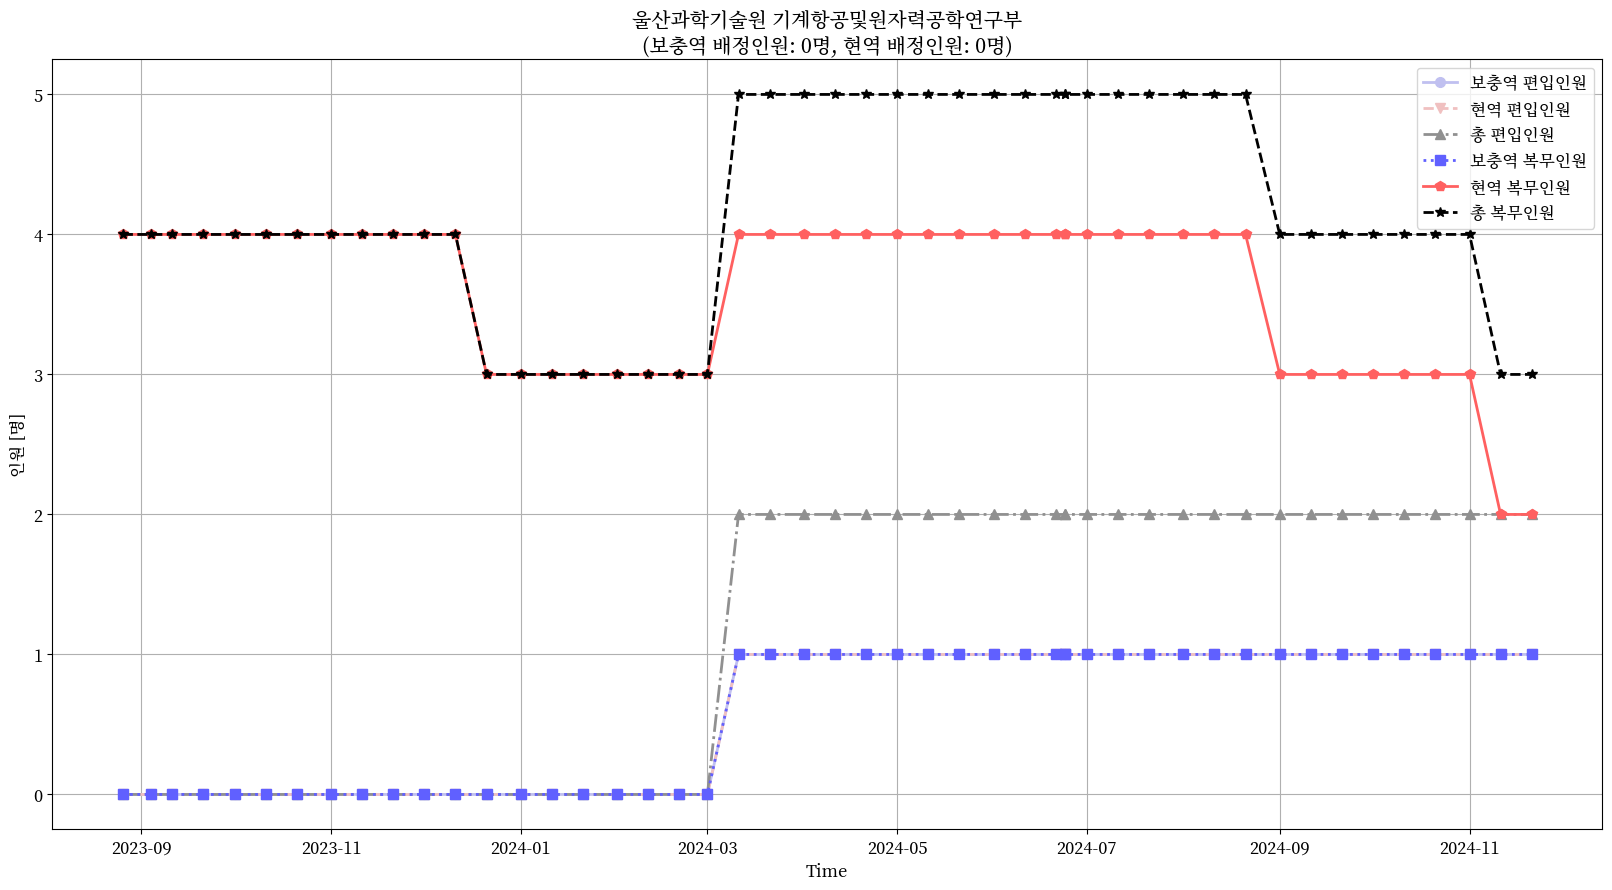 울산과학기술원 기계항공및원자력공학연구부
(보충역 배정인원: 0명, 현역 배정인원: 0명)
보충역 편입인원
현역 편입인원
총 편입인원
보충역 복무인원
현역 복무인원
총 복무인원
인원 [명]
5
4
3
2
1
0
2023-09
2023-11
2024-01
2024-03
2024-05
2024-07
2024-09
2024-11
Time